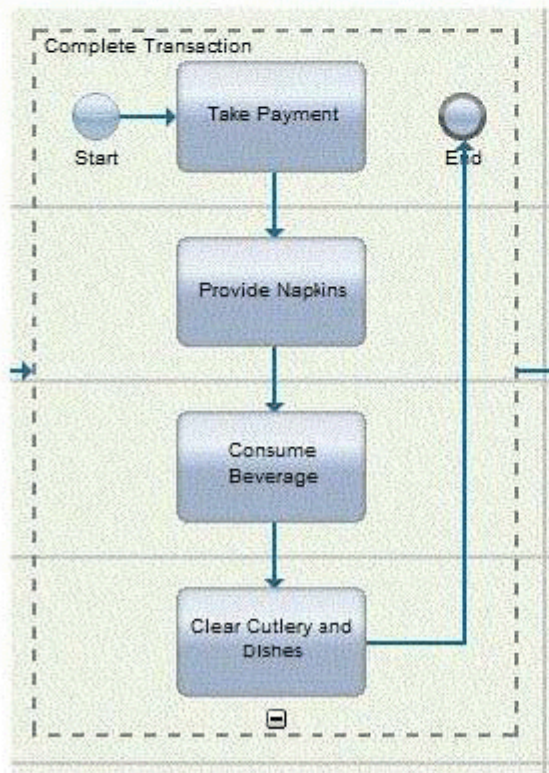 Complete Transaction
Take Payment
Start
End
Provide Napkins
Consume
Beverage
Clear Cutlery and
Dishes